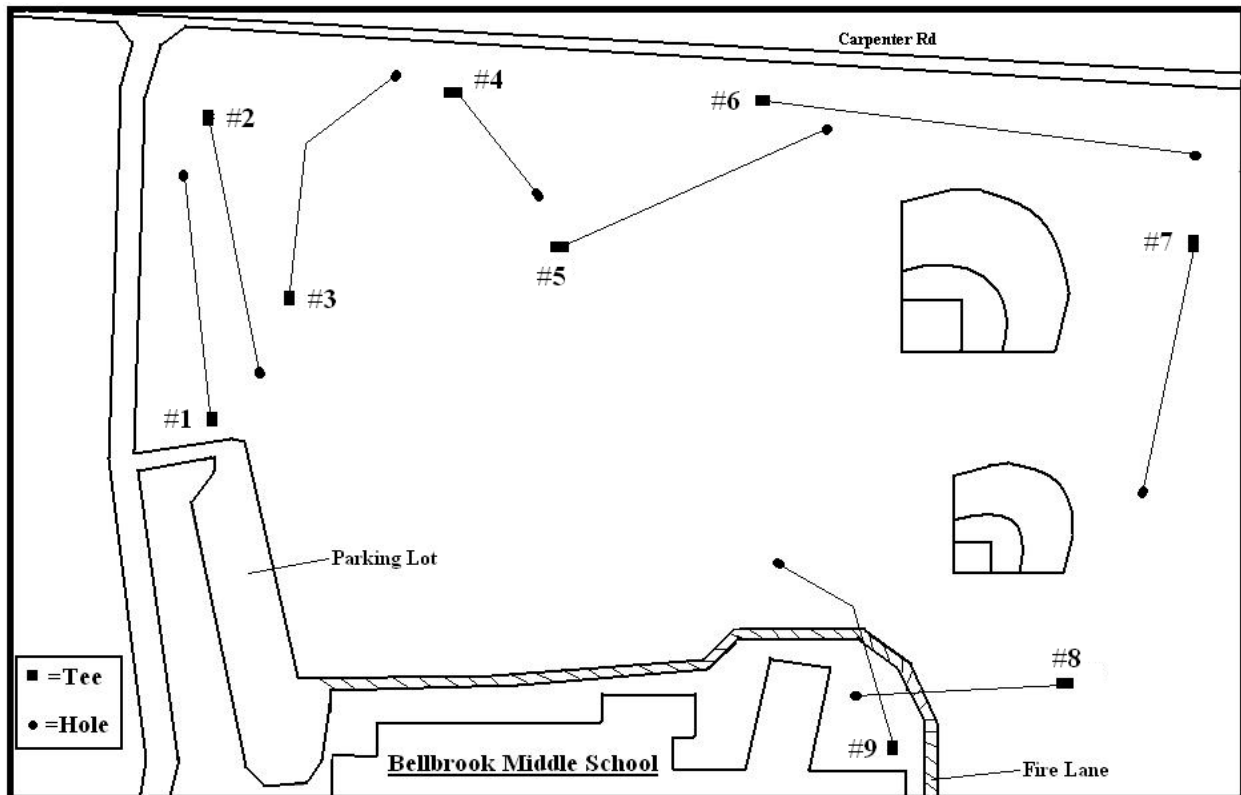 Carpenter Rd
#4
#6
#2
#7
#5
#3
#1
Parking Lot
#8
=Tee
=Hole
#9
Bellbrook Middle School
Fire Lane